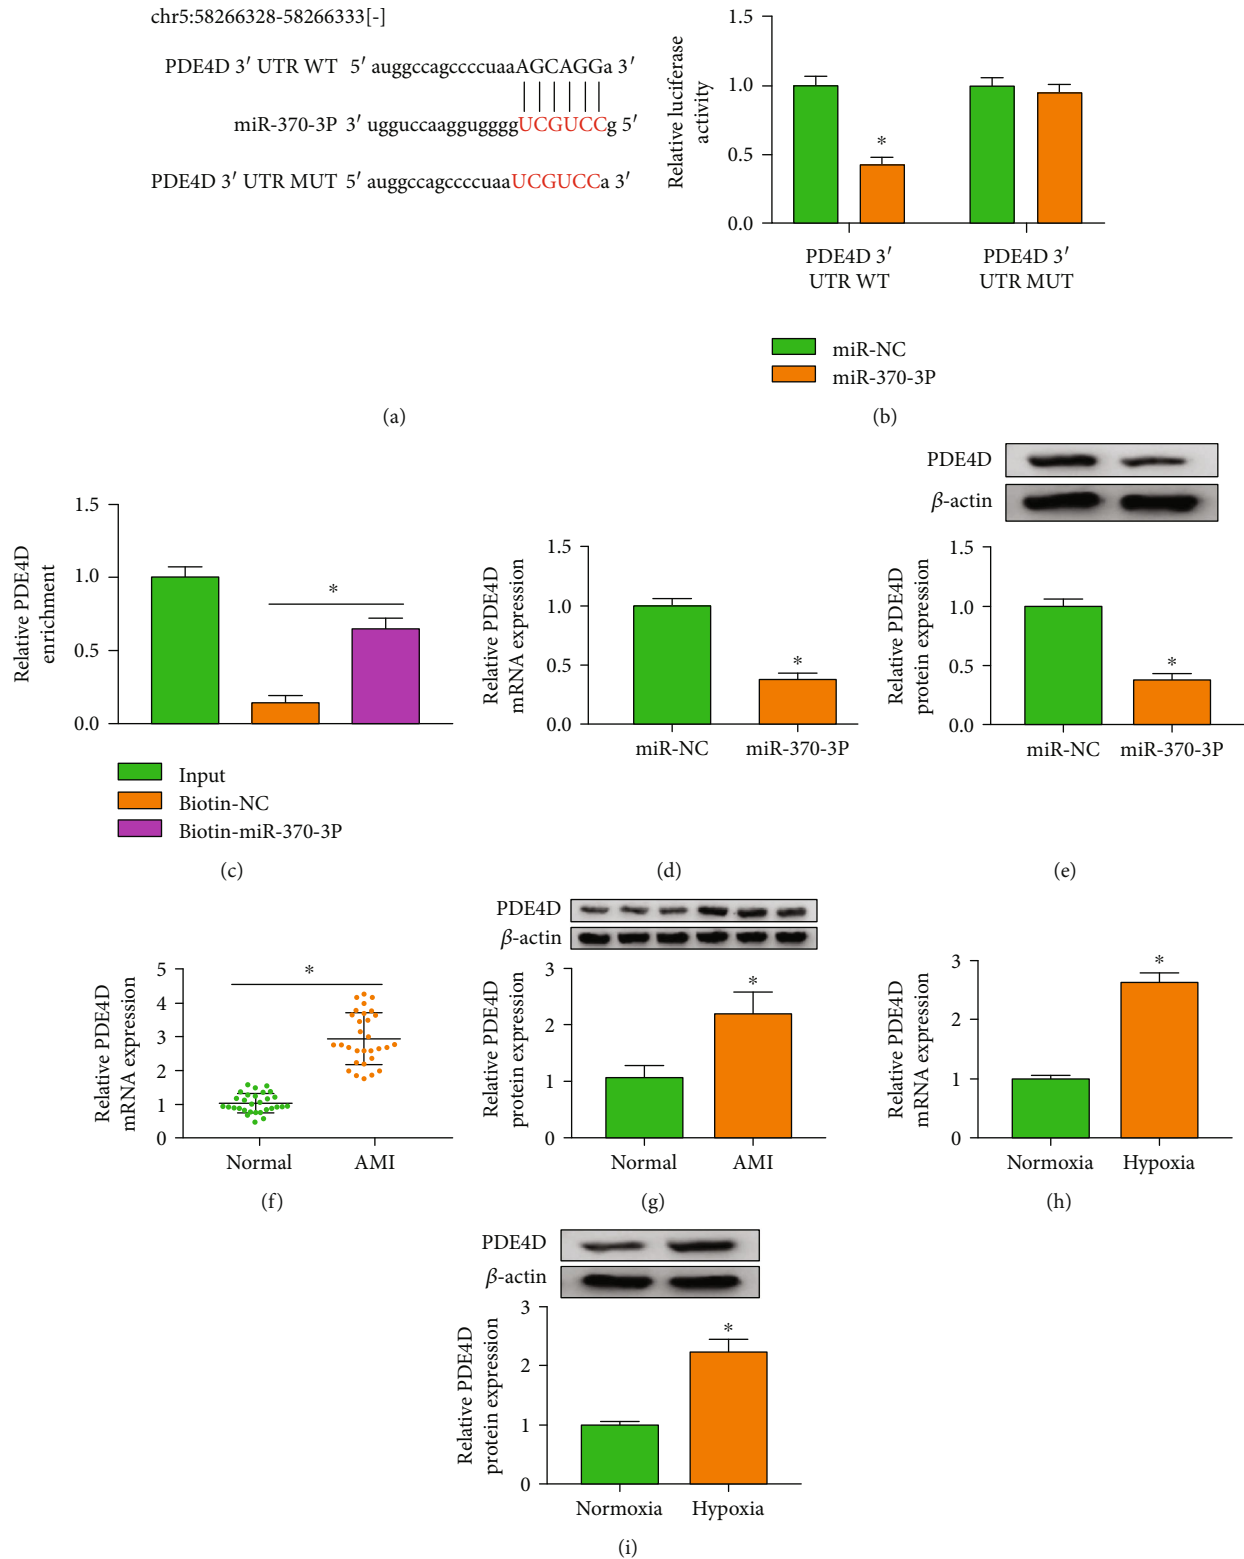 chr5:58266328-58266333[-]
PDE4D 3′ UTR WT 5′ auggccagccccuaaAGCAGGa 3′
miR-370-3P 3′ ugguccaaggugggg​UCGUCCg 5′
PDE4D 3′ UTR MUT 5′ auggccagccccuaaUCGUCCa 3′
(a)
Relative luciferase
activity
1.5
1.0
0.5
0.0
*
PDE4D 3′
UTR WT
PDE4D 3′
UTR MUT
miR-NC
miR-370-3P
(b)
Relative PDE4D
enrichment
1.5
1.0
0.5
0.0
*
Input
Biotin-NC
Biotin-miR-370-3P
(c)
Relative PDE4D
mRNA expression
1.5
1.0
0.5
0.0
*
miR-NC
miR-370-3P
(d)
PDE4D
β-actin
Relative PDE4D
protein expression
1.5
1.0
0.5
0.0
*
miR-NC
miR-370-3P
(e)
Relative PDE4D
mRNA expression
5
4
3
2
1
0
*
Normal
AMI
(f)
PDE4D
β-actin
Relative PDE4D
protein expression
3
2
1
0
*
Normal
AMI
(g)
Relative PDE4D
mRNA expression
3
2
1
0
*
Normoxia
Hypoxia
(h)
PDE4D
β-actin
Relative PDE4D
protein expression
3
2
1
0
*
Normoxia
Hypoxia
(i)